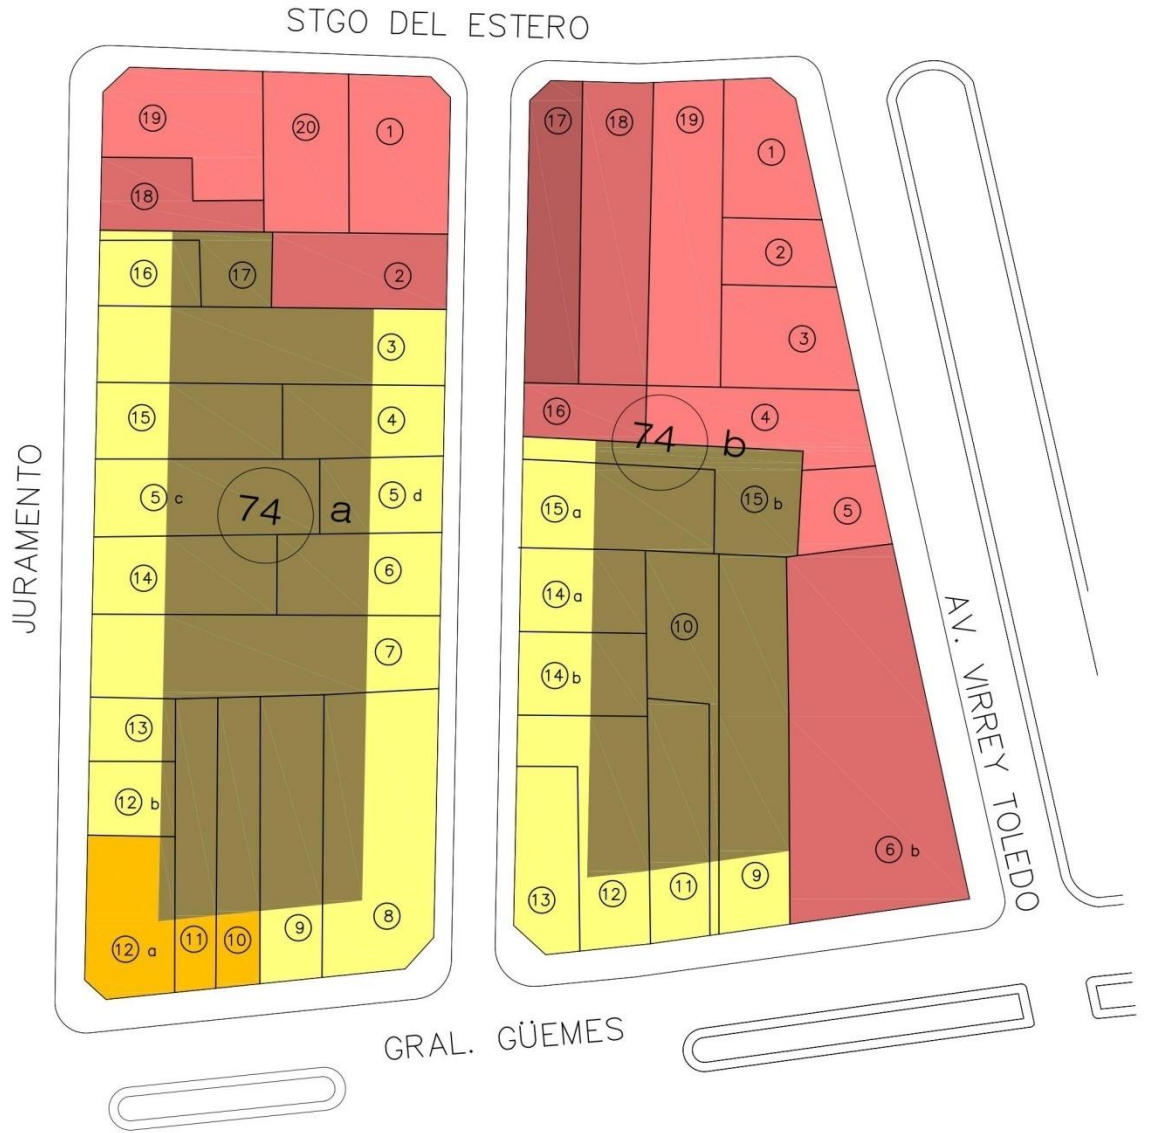 STGO DEL ESTERO
19
20
1
18
16
17
2
3
15
4
5 c
74 a
5 d
14
6
7
13
12 b
12 a
11
10
9
8
17
18
19
1
2
3
16
4
74 b
15 a
15 b
5
14 a
10
14 b
13
12
11
9
6 b
JURAMENTO
AV. VIRREY TOLEDO
GRAL. GÜEMES